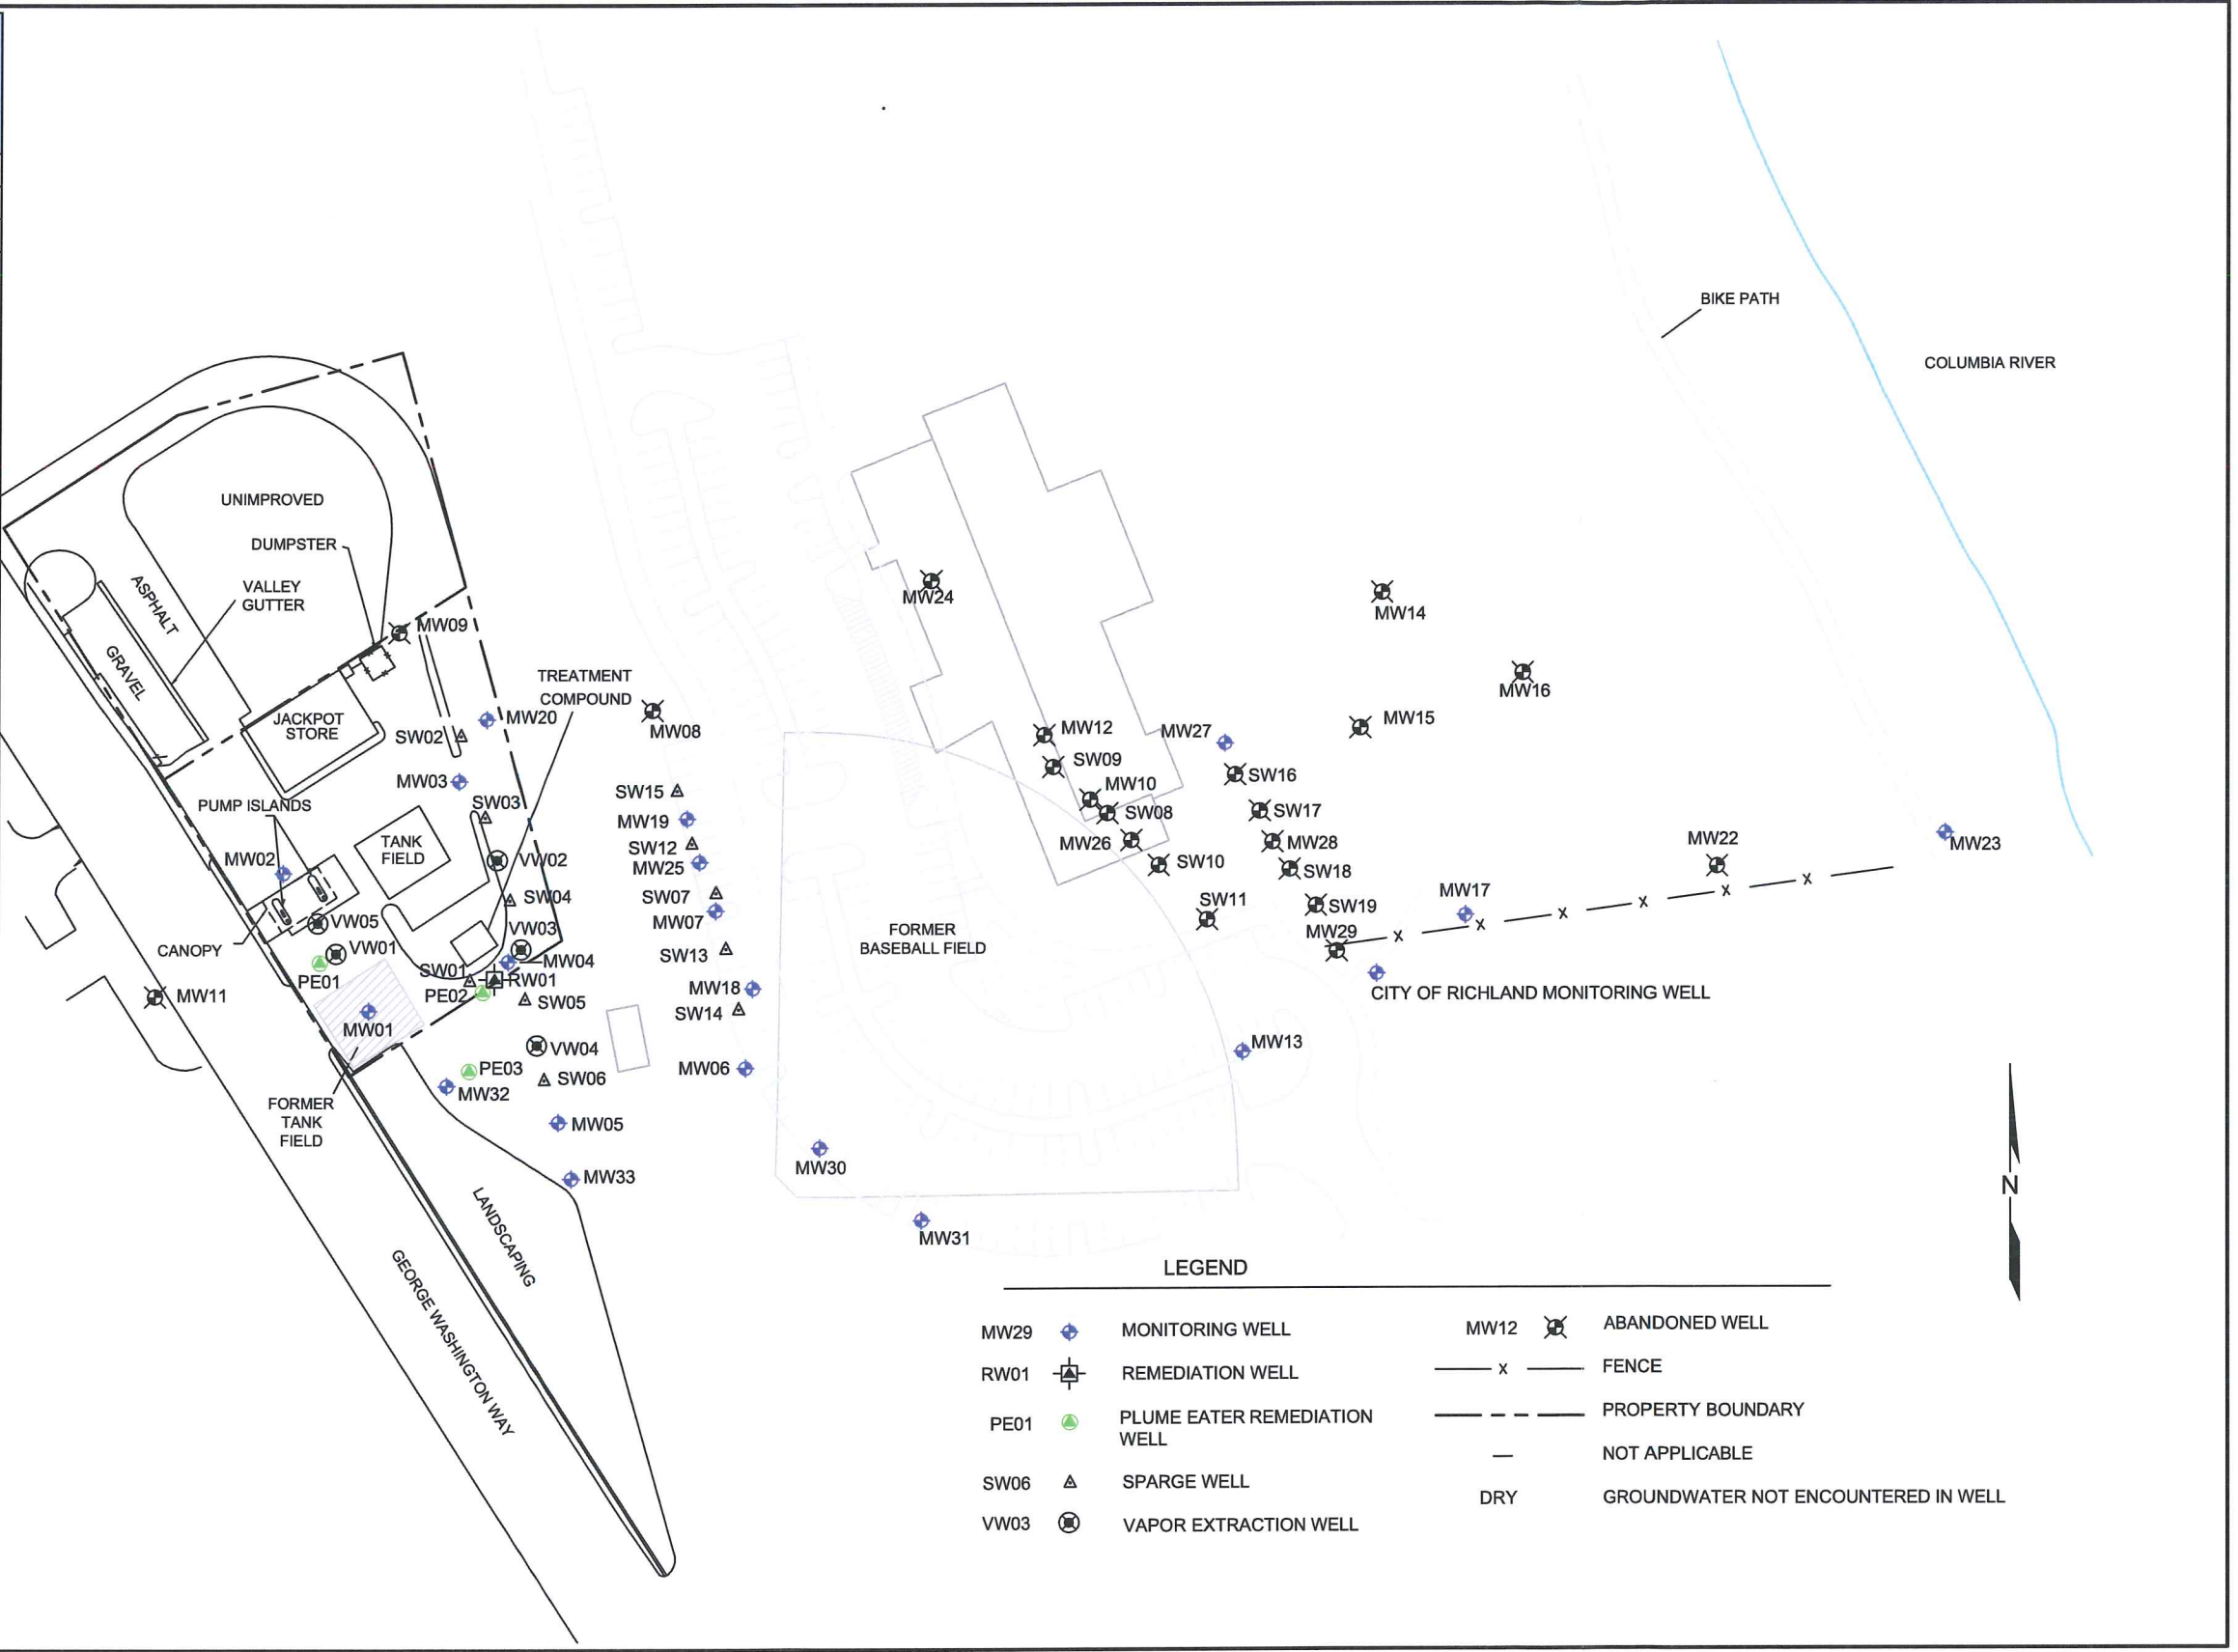 BIKE PATH
COLUMBIA RIVER
UNIMPROVED
DUMPSTER
VALLEY
GUTTER
ASPHALT
GRAVEL
MW09
MW24
MW14
MW16
TREATMENT
COMPOUND
JACKPOT
STORE
MW20
SW02
MW08
MW12
MW27
MW15
SW09
SW16
MW03
MW10
SW15
PUMP ISLANDS
SW03
SW08
SW17
MW19
MW26
MW28
MW22
MW23
TANK
FIELD
SW12
MW02
VW02
MW25
SW10
SW18
SW04
SW07
SW11
SW19
MW17
VW05
VW03
MW07
FORMER
BASEBALL FIELD
MW29
CANOPY
VW01
SW13
MW04
SW01
PE01
RW01
MW18
CITY OF RICHLAND MONITORING WELL
MW11
PE02
SW05
SW14
MW01
VW04
MW13
PE03
MW06
SW06
MW32
FORMER
TANK
FIELD
MW05
MW30
MW33
LANDSCAPING
MW31
GEORGE WASHINGTON WAY
N
LEGEND
MW29 MONITORING WELL
RW01 REMEDIATION WELL
PE01 PLUME EATER REMEDIATION
WELL
SW06 SPARGE WELL
VW03 VAPOR EXTRACTION WELL
MW12 ABANDONED WELL
X FENCE
PROPERTY BOUNDARY
— NOT APPLICABLE
DRY GROUNDWATER NOT ENCOUNTERED IN WELL